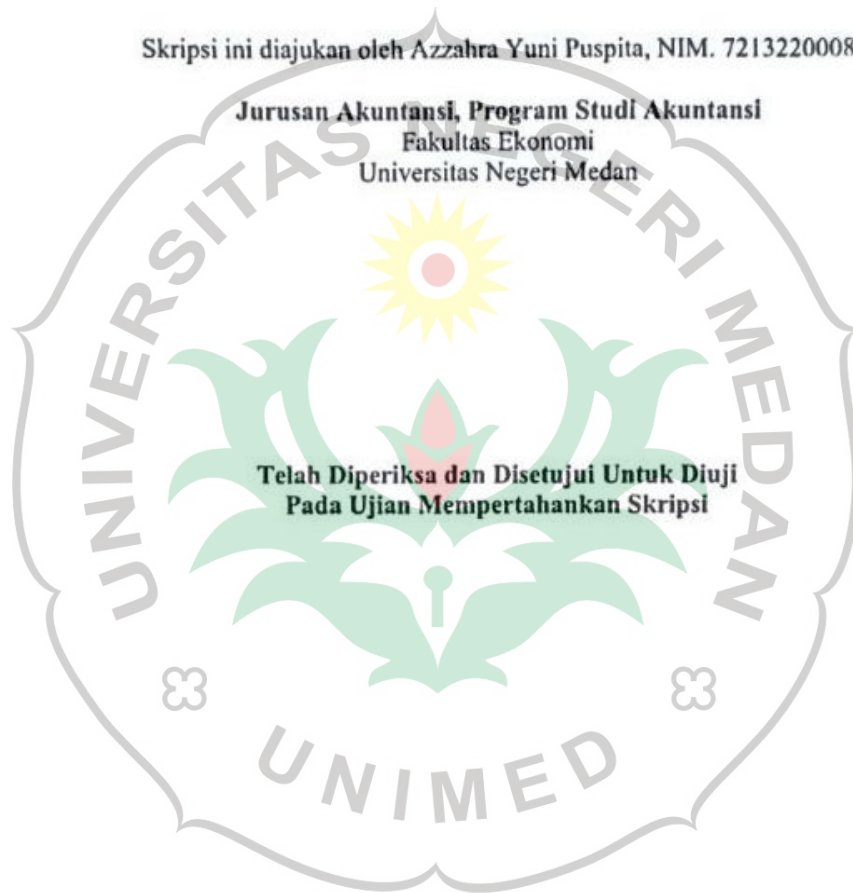 Skripsi ini diajukan oleh Azzahra Yuni Puspita, NIM. 7213220008
Jurusan Akuntansi, Program Studi Akuntansi
Fakultas Ekonomi
Universitas Negeri Medan
UNIVERSITAS NEGERI MEDAN
Telah Diperiksa dan Disetujui Untuk Diuji
Pada Ujian Mempertahankan Skripsi
UNIMED